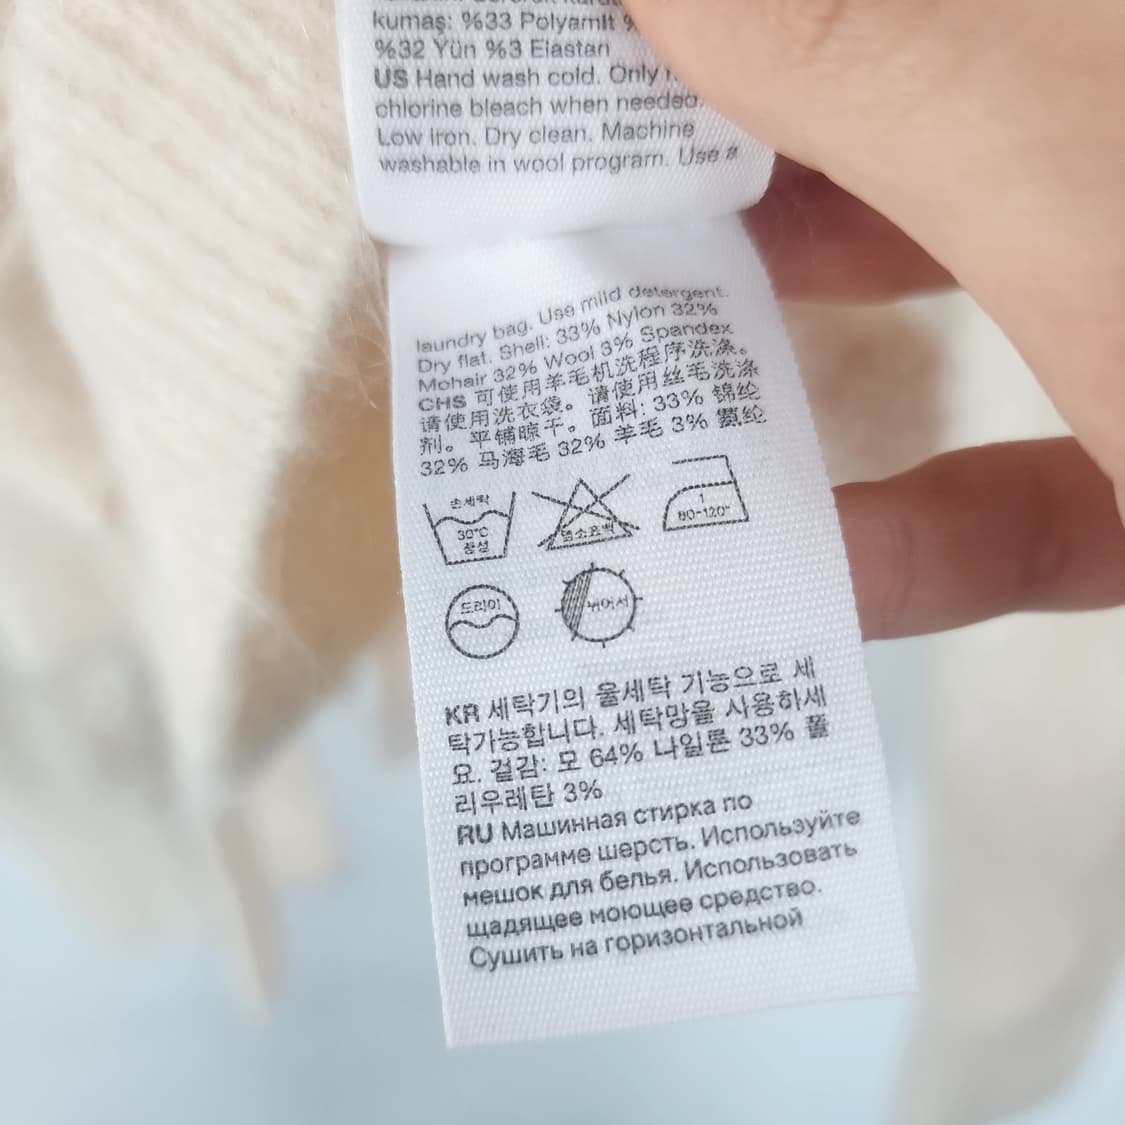 kumaş: %33 Polyamit
%32 Yün %3 Elastan
US Hand wash cold. Only
chlorine bleach when needed.
Low iron. Dry clean. Machine
washable in wool program. Use a
laundry bag. Use mild detergent.
Dry flat. Shell: 33% Nylon 32%
Mohair 32% Wool 3% Spandex
CHS 可使用羊毛机洗程序洗涤。
请使用洗衣袋。请使用丝毛洗涤
剂。平铺晾干。面料: 33% 锦纶
32% 马海毛 32% 羊毛 3% 氨纶
손세탁
30°C
중성
염소표백
1
80-120°
드라이
뉘어서
KR 세탁기의 울세탁 기능으로 세
탁가능합니다. 세탁망을 사용하세
요. 겉감: 모 64% 나일론 33% 폴
리우레탄 3%
RU Машинная стирка по
программе шерсть. Используйте
мешок для белья. Использовать
щадящее моющее средство.
Сушить на горизонтальной